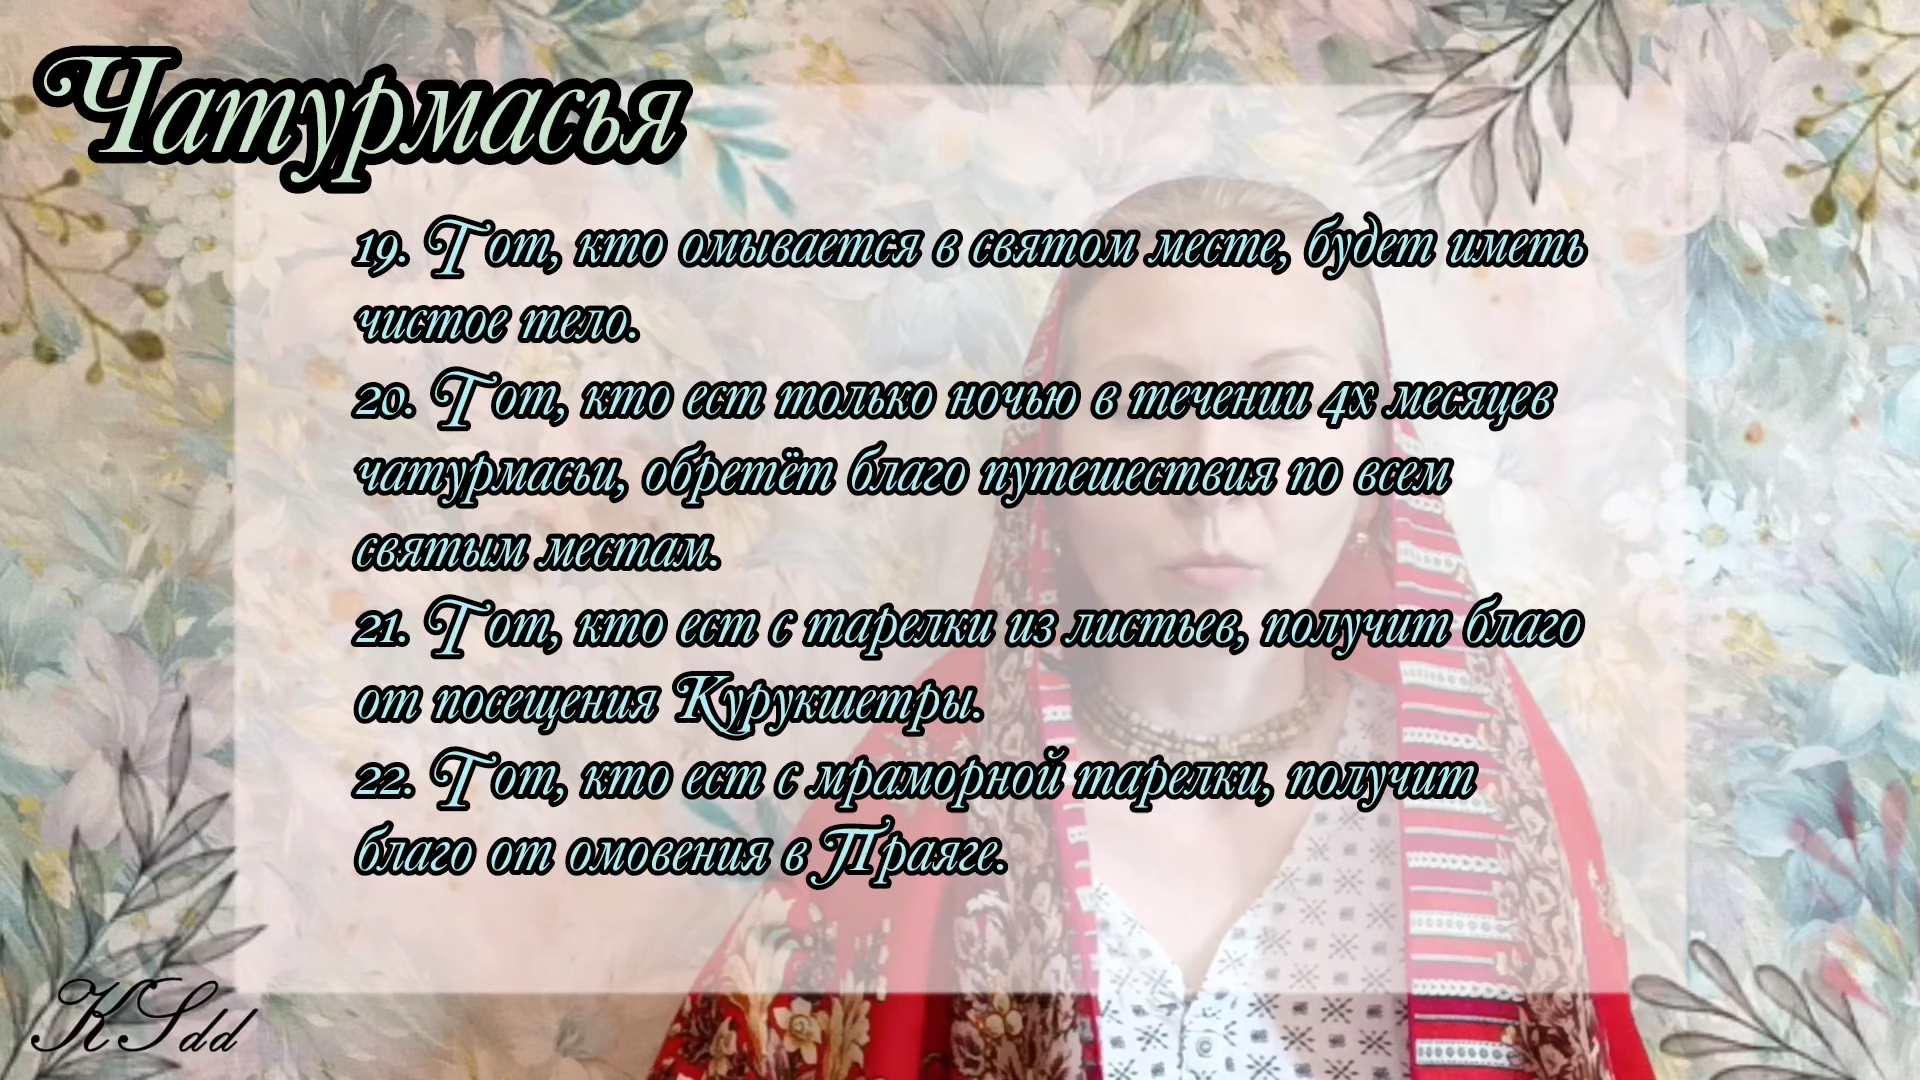 Чатурмасья
19. Тот, кто омывается в святом месте, будет иметь
чистое тело.
20. Тот, кто ест только ночью в течении 4х месяцев
чатурмасьи, обретёт благо путешествия по всем
святым местам.
21. Тот, кто ест с тарелки из листьев, получит благо
от посещения Курукшетры.
22. Тот, кто ест с мраморной тарелки, получит
благо от омовения в Праяге.
KSdd